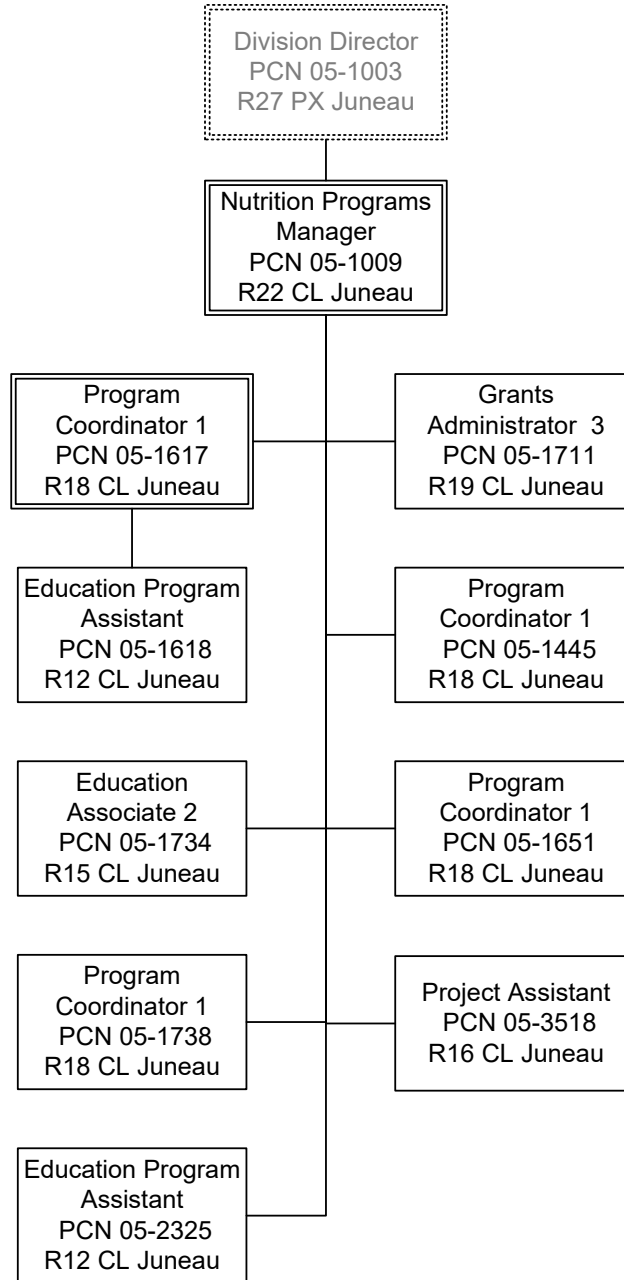 Division Director
PCN 05-1003
R27 PX Juneau
Nutrition Programs
Manager
PCN 05-1009
R22 CL Juneau
Program
Coordinator 1
PCN 05-1617
R18 CL Juneau
Grants
Administrator  3
PCN 05-1711
R19 CL Juneau
Education Program
Assistant
PCN 05-1618
R12 CL Juneau
Program
Coordinator 1
PCN 05-1445
R18 CL Juneau
Education
Associate 2
PCN 05-1734
R15 CL Juneau
Program
Coordinator 1
PCN 05-1651
R18 CL Juneau
Program
Coordinator 1
PCN 05-1738
R18 CL Juneau
Project Assistant
PCN 05-3518
R16 CL Juneau
Education Program
Assistant
PCN 05-2325
R12 CL Juneau